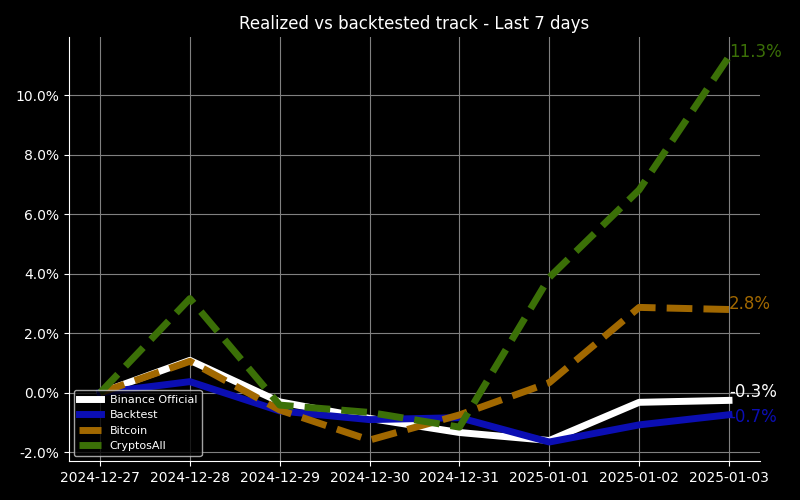 Realized vs backtested track - Last 7 days
11.3%
10.0%
8.0%
6.0%
4.0%
2.8%
2.0%
-0.3%
0.0%
Binance Official
Backtest
-0.7%
Bitcoin
CryptosAll
-2.0%
2024-12-27 2024-12-28 2024-12-29 2024-12-30 2024-12-31 2025-01-01 2025-01-02 2025-01-03